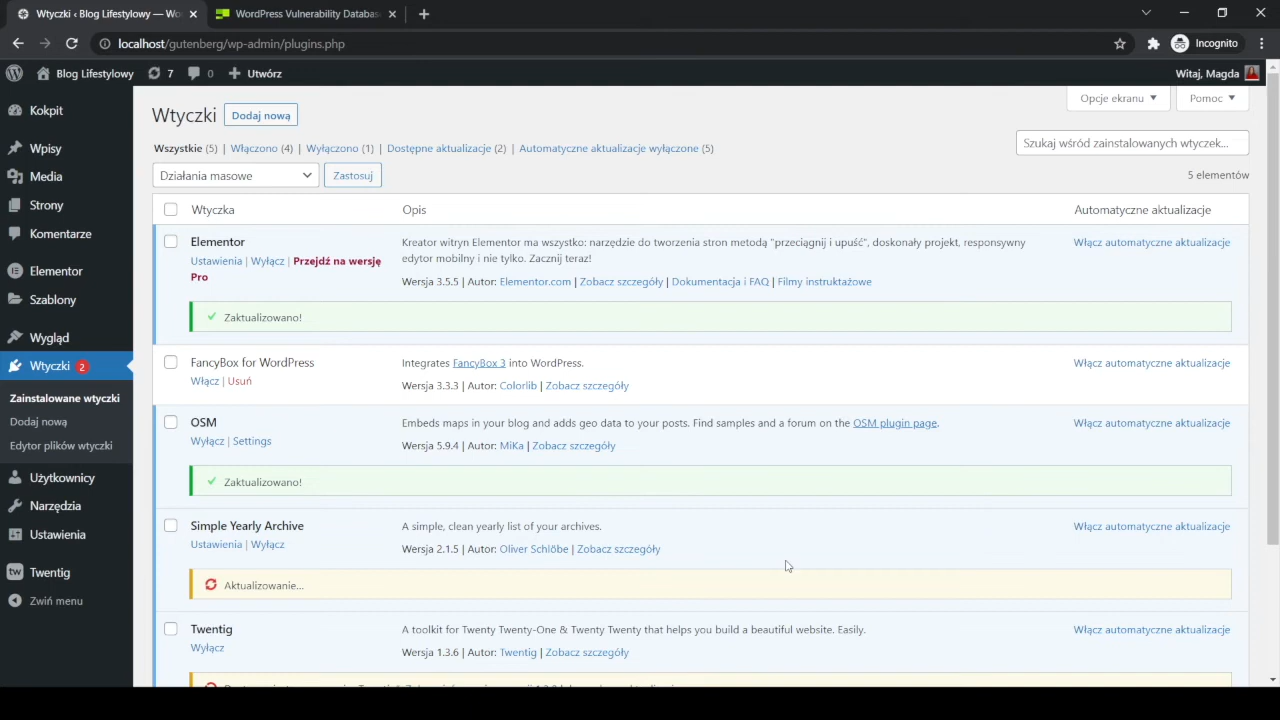 Wtyczki ‹ Blog Lifestylowy — Wo
WordPress Vulnerability Databas
localhost/gutenberg/wp-admin/plugins.php
Incognito
Blog Lifestylowy
7
0
Utwórz
Witaj, Magda
Kokpit
Wpisy
Media
Strony
Komentarze
Elementor
Szablony
Wygląd
Wtyczki 2
Zainstalowane wtyczki
Dodaj nową
Edytor plików wtyczki
Użytkownicy
Narzędzia
Ustawienia
tw Twentig
Zwiń menu
Opcje ekranu
Pomoc
Wtyczki Dodaj nową
Wszystkie (5) | Włączono (4) | Wyłączono (1) | Dostępne aktualizacje (2) | Automatyczne aktualizacje wyłączone (5)
Szukaj wśród zainstalowanych wtyczek...
Działania masowe Zastosuj
5 elementów
Wtyczka Opis Automatyczne aktualizacje
Elementor
Ustawienia | Wyłącz | Przejdź na wersję
Pro
Kreator witryn Elementor ma wszystko: narzędzie do tworzenia stron metodą "przeciągnij i upuść", doskonały projekt, responsywny
edytor mobilny i nie tylko. Zacznij teraz!
Wersja 3.5.5 | Autor: Elementor.com | Zobacz szczegóły | Dokumentacja i FAQ | Filmy instruktażowe
Włącz automatyczne aktualizacje
Zaktualizowano!
FancyBox for WordPress
Włącz | Usuń
Integrates FancyBox 3 into WordPress.
Wersja 3.3.3 | Autor: Colorlib | Zobacz szczegóły
Włącz automatyczne aktualizacje
OSM
Wyłącz | Settings
Embeds maps in your blog and adds geo data to your posts. Find samples and a forum on the OSM plugin page.
Wersja 5.9.4 | Autor: MiKa | Zobacz szczegóły
Włącz automatyczne aktualizacje
Zaktualizowano!
Simple Yearly Archive
Ustawienia | Wyłącz
A simple, clean yearly list of your archives.
Wersja 2.1.5 | Autor: Oliver Schlöbe | Zobacz szczegóły
Włącz automatyczne aktualizacje
Aktualizowanie...
Twentig
Wyłącz
A toolkit for Twenty Twenty-One & Twenty Twenty that helps you build a beautiful website. Easily.
Wersja 1.3.6 | Autor: Twentig | Zobacz szczegóły
Włącz automatyczne aktualizacje